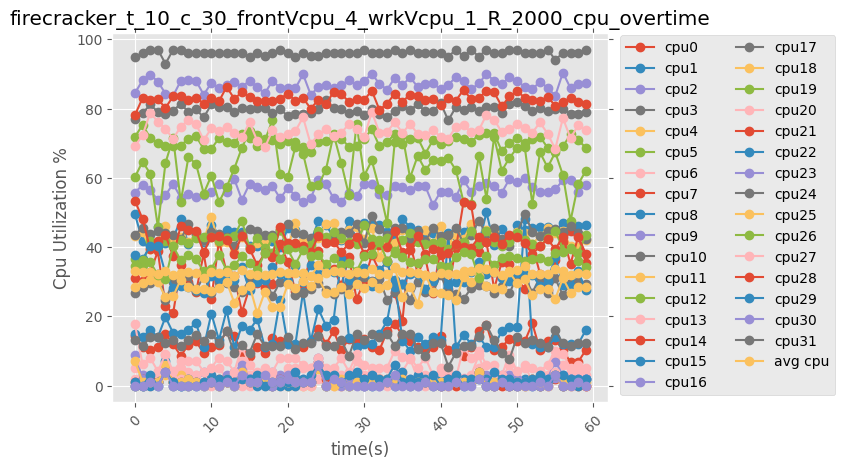 firecracker_t_10_c_30_frontVcpu_4_wrkVcpu_1_R_2000_cpu_overtime
Cpu Utilization %
100
80
60
40
20
0
0
10
20
30
40
50
60
time(s)
cpu0
cpu1
cpu2
cpu3
cpu4
cpu5
cpu6
cpu7
cpu8
cpu9
cpu10
cpu11
cpu12
cpu13
cpu14
cpu15
cpu16
cpu17
cpu18
cpu19
cpu20
cpu21
cpu22
cpu23
cpu24
cpu25
cpu26
cpu27
cpu28
cpu29
cpu30
cpu31
avg cpu